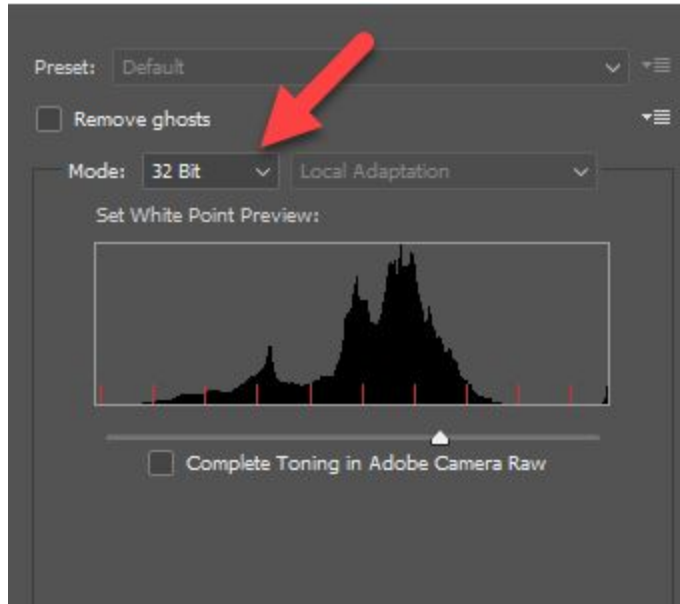 Preset: Default
Remove ghosts
Mode: 32 Bit Local Adaptation
Set White Point Preview:
Complete Toning in Adobe Camera Raw